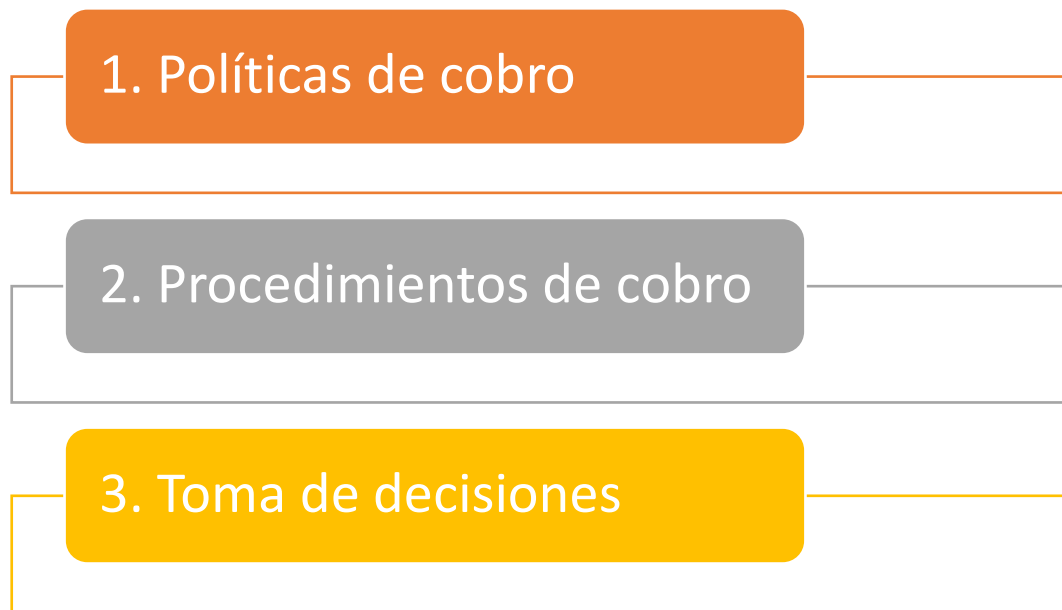 1. Políticas de cobro
2. Procedimientos de cobro
3. Toma de decisiones